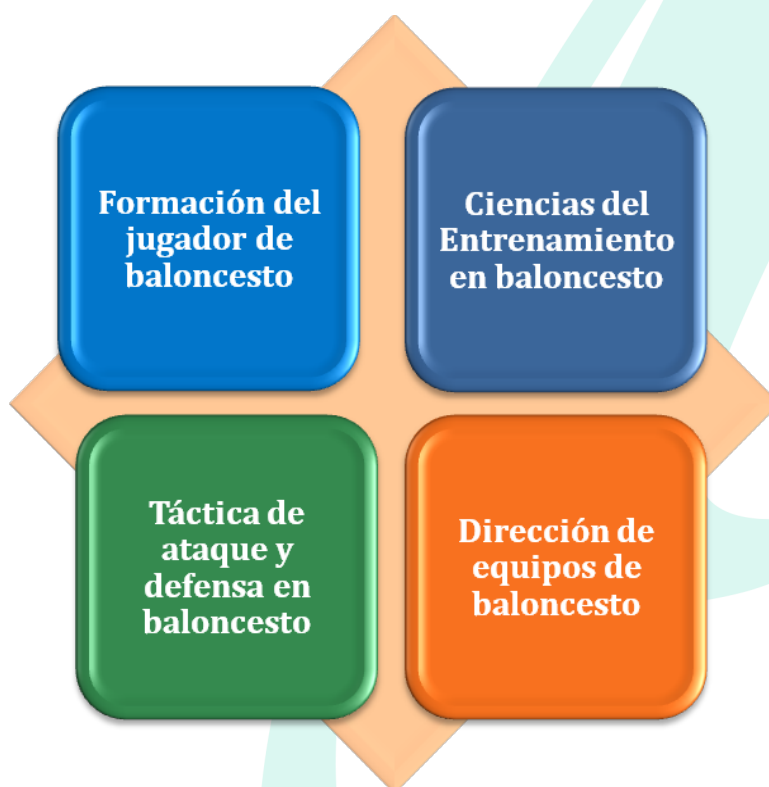 Formación del
jugador de
baloncesto
Ciencias del
Entrenamiento
en baloncesto
Táctica de
ataque y
defensa en
baloncesto
Dirección de
equipos de
baloncesto